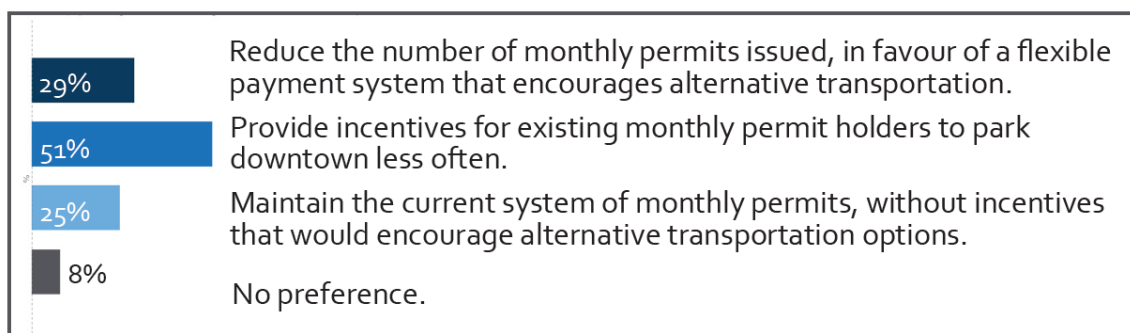 29%
Reduce the number of monthly permits issued, in favour of a flexible
payment system that encourages alternative transportation.
51%
Provide incentives for existing monthly permit holders to park
downtown less often.
%
25%
Maintain the current system of monthly permits, without incentives
that would encourage alternative transportation options.
8%
No preference.